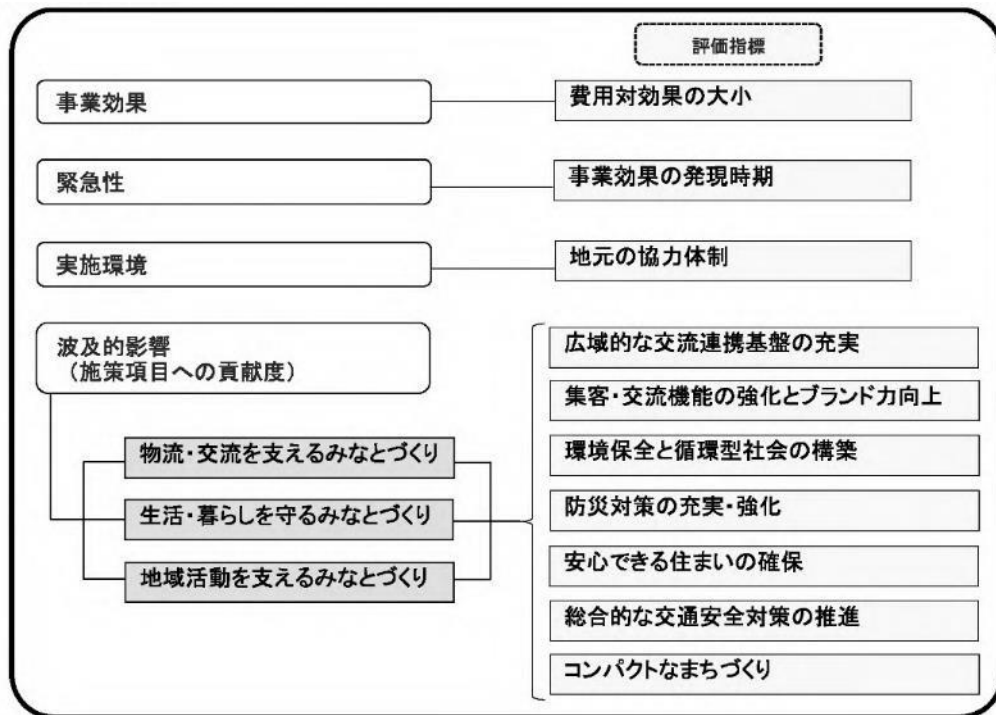 評価指標
事業効果
費用対効果の大小
緊急性
事業効果の発現時期
実施環境
地元の協力体制
波及的影響
（施策項目への貢献度）
物流・交流を支えるみなとづくり
生活・暮らしを守るみなとづくり
地域活動を支えるみなとづくり
広域的な交流連携基盤の充実
集客・交流機能の強化とブランド力向上
環境保全と循環型社会の構築
防災対策の充実・強化
安心できる住まいの確保
総合的な交通安全対策の推進
コンパクトなまちづくり